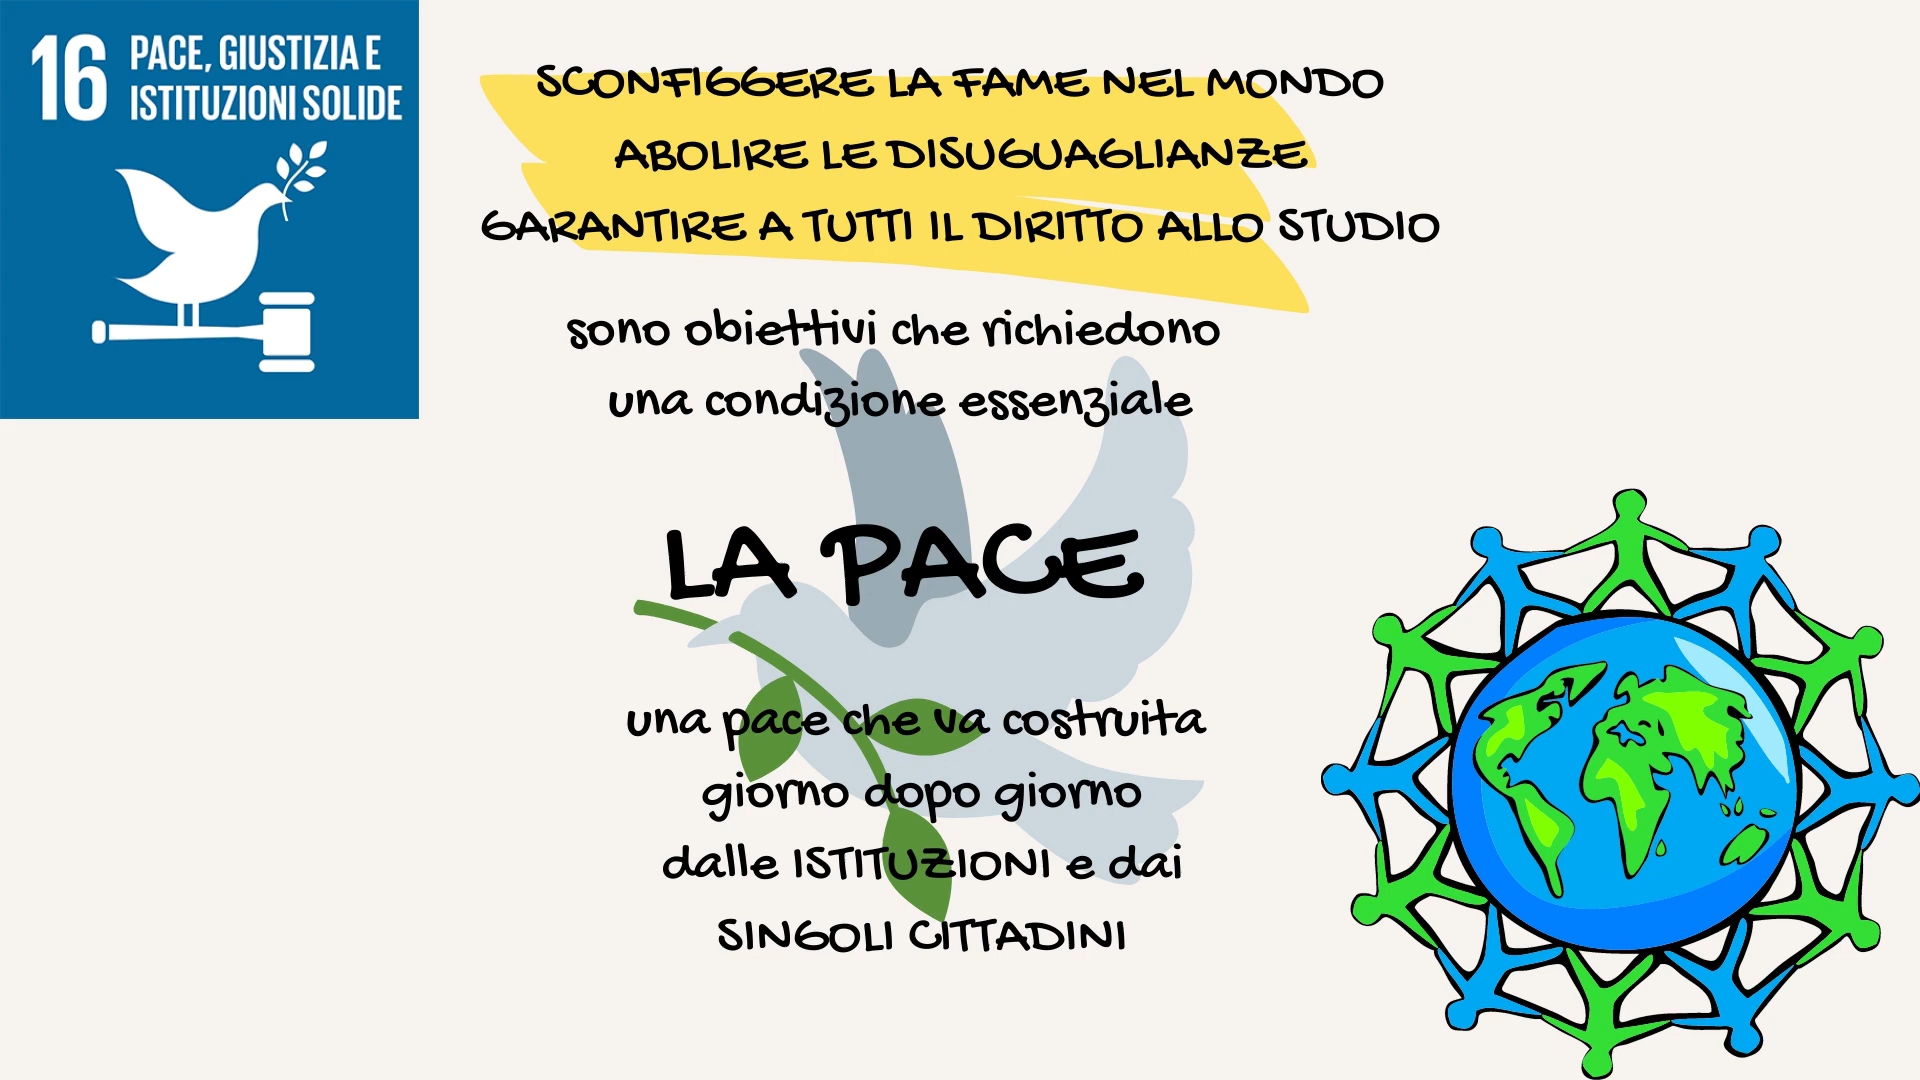 16
PACE, GIUSTIZIA E
ISTITUZIONI SOLIDE
SCONFIGGERE LA FAME NEL MONDO
ABOLIRE LE DISUGUAGLIANZE
GARANTIRE A TUTTI IL DIRITTO ALLO STUDIO
sono obiettivi che richiedono
una condizione essenziale
LA PACE
una pace che va costruita
giorno dopo giorno
dalle ISTITUZIONI e dai
SINGOLI CITTADINI